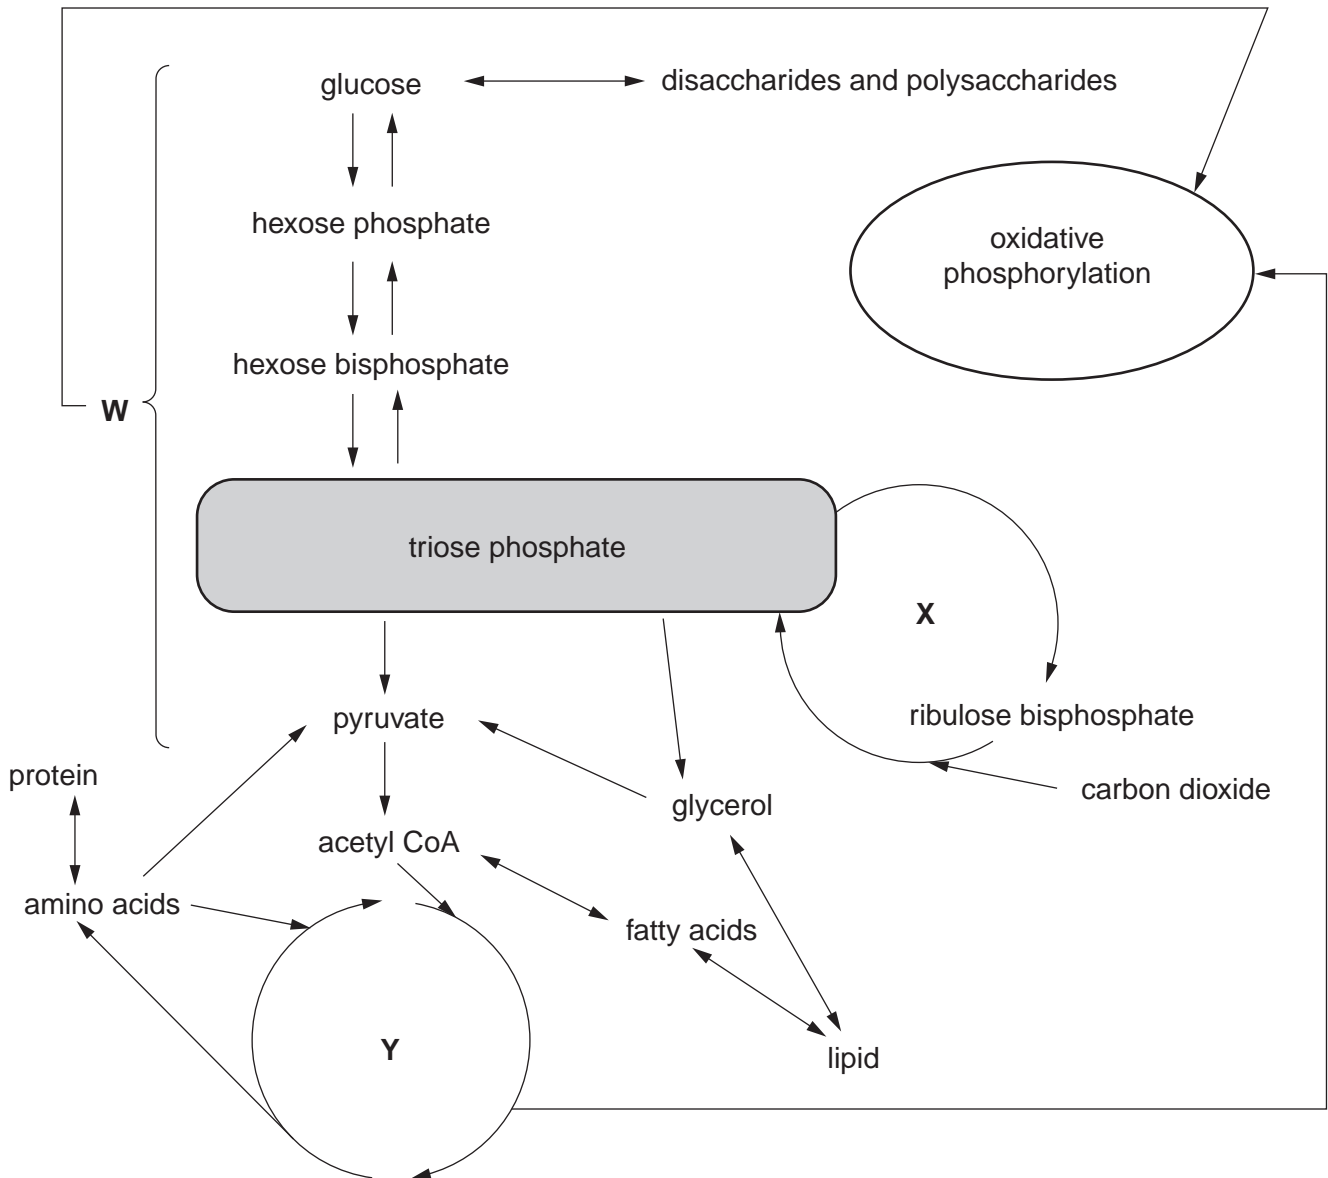 glucose
disaccharides and polysaccharides
hexose phosphate
oxidative
phosphorylation
hexose bisphosphate
W
triose phosphate
X
pyruvate
ribulose bisphosphate
protein
carbon dioxide
glycerol
acetyl CoA
amino acids
fatty acids
Y
lipid